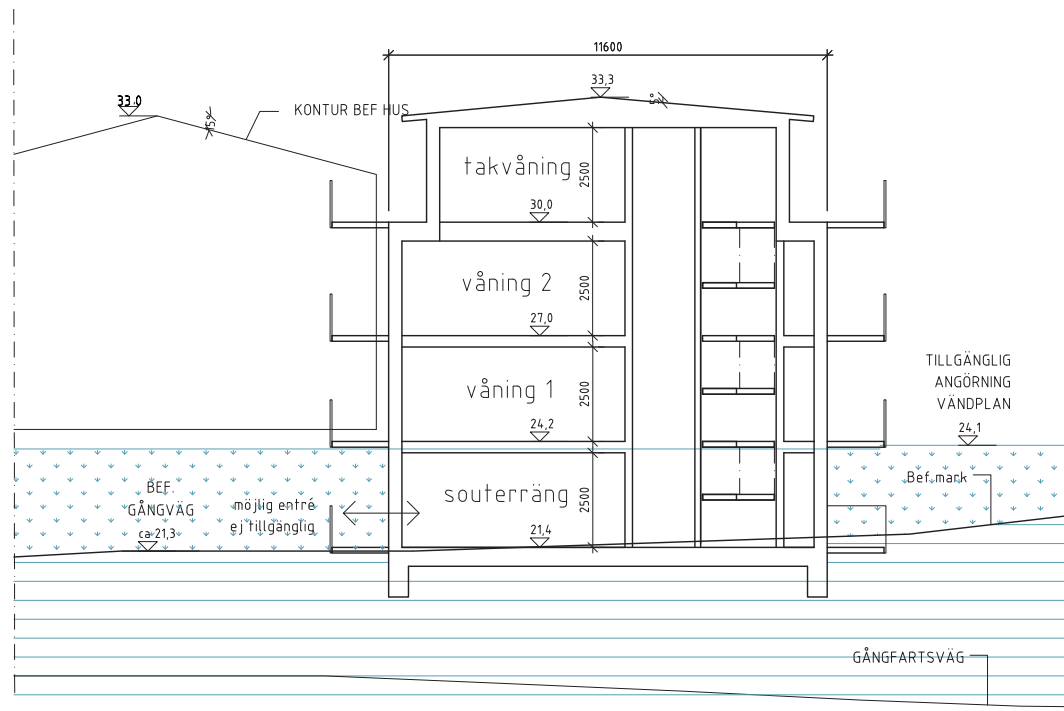 11600
33,3
5°
33.0
15°
KONTUR BEF HUS
takvåning
2500
30,0
våning 2
2500
27,0
våning 1
2500
24,2
TILLGÄNGLIG
ANGÖRNING
VÄNDPLAN
24,1
souterräng
2500
21,4
BEF.
GÅNGVÄG
ca 21,3
möjlig entré
ej tillgänglig
Bef.mark
GÅNGFARTSVÄG